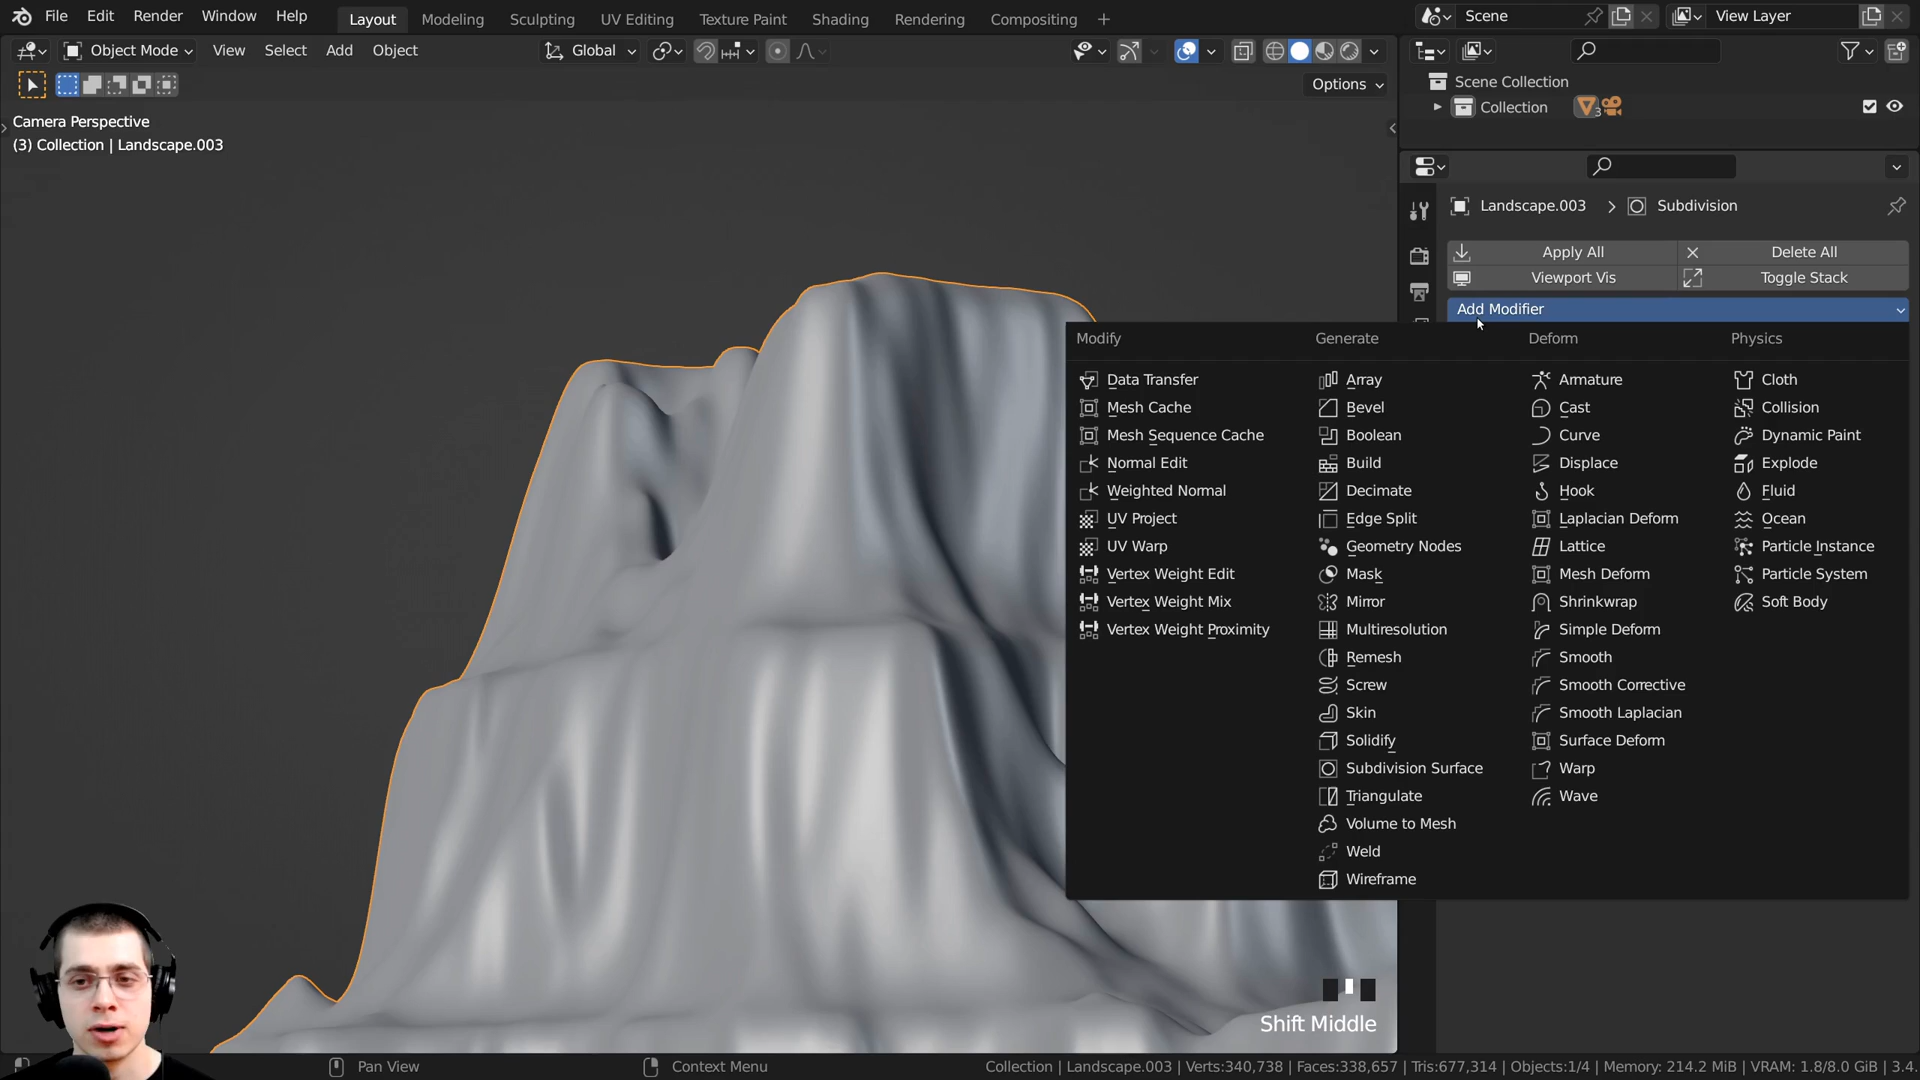 File Edit Render Window Help
Layout Modeling Sculpting UV Editing Texture Paint Shading Animation Rendering Compositing +
Scene
View Layer
Object Mode View Select Add Object
Global
Options
Scene Collection
Collection 3
Camera Perspective
(3) Collection | Landscape.003
Landscape.003 > Subdivision
Apply All
Delete All
Viewport Vis
Toggle Stack
Add Modifier
Modify
Data Transfer
Mesh Cache
Mesh Sequence Cache
Normal Edit
Weighted Normal
UV Project
UV Warp
Vertex Weight Edit
Vertex Weight Mix
Vertex Weight Proximity
Generate
Array
Bevel
Boolean
Build
Decimate
Edge Split
Geometry Nodes
Mask
Mirror
Multiresolution
Remesh
Screw
Skin
Solidify
Subdivision Surface
Triangulate
Volume to Mesh
Weld
Wireframe
Deform
Armature
Cast
Curve
Displace
Hook
Laplacian Deform
Lattice
Mesh Deform
Shrinkwrap
Simple Deform
Smooth
Smooth Corrective
Smooth Laplacian
Surface Deform
Warp
Wave
Physics
Cloth
Collision
Dynamic Paint
Explode
Fluid
Ocean
Particle Instance
Particle System
Soft Body
Shift Middle
Pan View
Context Menu
Collection | Landscape.003 | Verts:340,738 | Faces:338,657 | Tris:677,314 | Objects:1/4 | Memory: 214.2 MiB | VRAM: 1.8/8.0 GiB | 3.4.